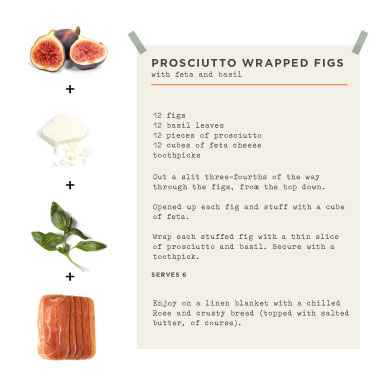 +
+
+
PROSCIUTTO WRAPPED FIGS
with feta and basil
12 figs
12 basil leaves
12 pieces of prosciutto
12 cubes of feta cheese
toothpicks
Cut a slit three-fourths of the way
through the figs, from the top down.
Opened up each fig and stuff with a cube
of feta.
Wrap each stuffed fig with a thin slice
of prosciutto and basil. Secure with a
toothpick.
SERVES 6
Enjoy on a linen blanket with a chilled
Rose and crusty bread (topped with salted
butter, of course).